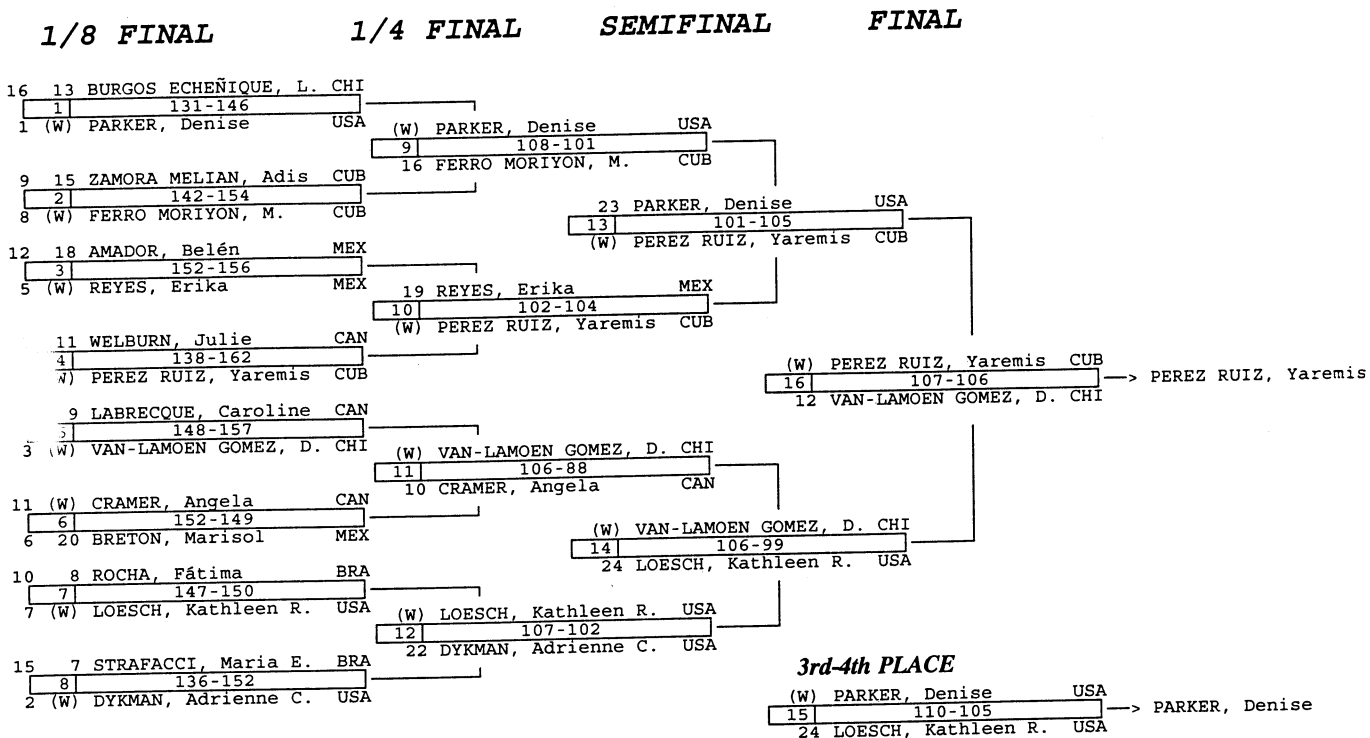 1/8 FINAL 1/4 FINAL SEMIFINAL FINAL
16 13 BURGOS ECHEÑIQUE, L. CHI
1 131-146
1 (W) PARKER, Denise USA
9 15 ZAMORA MELIAN, Adis CUB
2 142-154
8 (W) FERRO MORIYON, M. CUB
12 18 AMADOR, Belén MEX
3 152-156
5 (W) REYES, Erika MEX
11 WELBURN, Julie CAN
4 138-162
W) PEREZ RUIZ, Yaremis CUB
9 LABRECQUE, Caroline CAN
5 148-157
3 (W) VAN-LAMOEN GOMEZ, D. CHI
11 (W) CRAMER, Angela CAN
6 152-149
6 20 BRETON, Marisol MEX
10 8 ROCHA, Fátima BRA
7 147-150
7 (W) LOESCH, Kathleen R. USA
15 7 STRAFACCI, Maria E. BRA
8 136-152
2 (W) DYKMAN, Adrienne C. USA
(W) PARKER, Denise USA
9 108-101
16 FERRO MORIYON, M. CUB
19 REYES, Erika MEX
10 102-104
(W) PEREZ RUIZ, Yaremis CUB
(W) VAN-LAMOEN GOMEZ, D. CHI
11 106-88
10 CRAMER, Angela CAN
(W) LOESCH, Kathleen R. USA
12 107-102
22 DYKMAN, Adrienne C. USA
23 PARKER, Denise USA
13 101-105
(W) PEREZ RUIZ, Yaremis CUB
(W) VAN-LAMOEN GOMEZ, D. CHI
14 106-99
24 LOESCH, Kathleen R. USA
(W) PEREZ RUIZ, Yaremis CUB
16 107-106 —> PEREZ RUIZ, Yaremis
12 VAN-LAMOEN GOMEZ, D. CHI
3rd-4th PLACE
(W) PARKER, Denise USA
15 110-105 —> PARKER, Denise
24 LOESCH, Kathleen R. USA